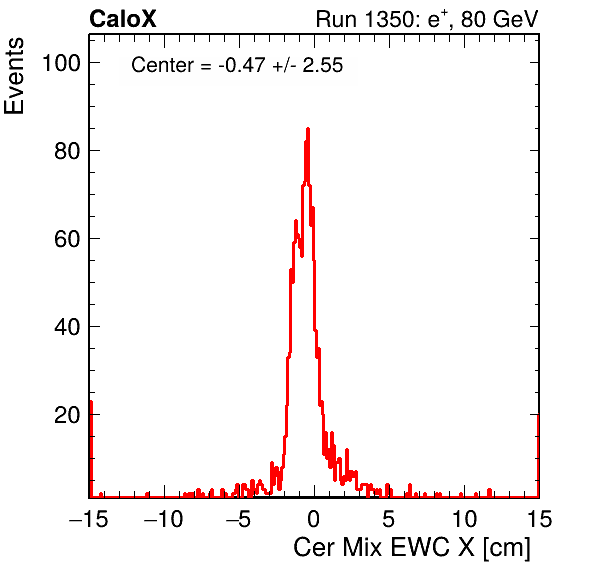 CaloX Run 1350: e⁺, 80 GeV
Center = -0.47 +/- 2.55
Events
100
80
60
40
20
−15 −10 −5 0 5 10 15
Cer Mix EWC X [cm]